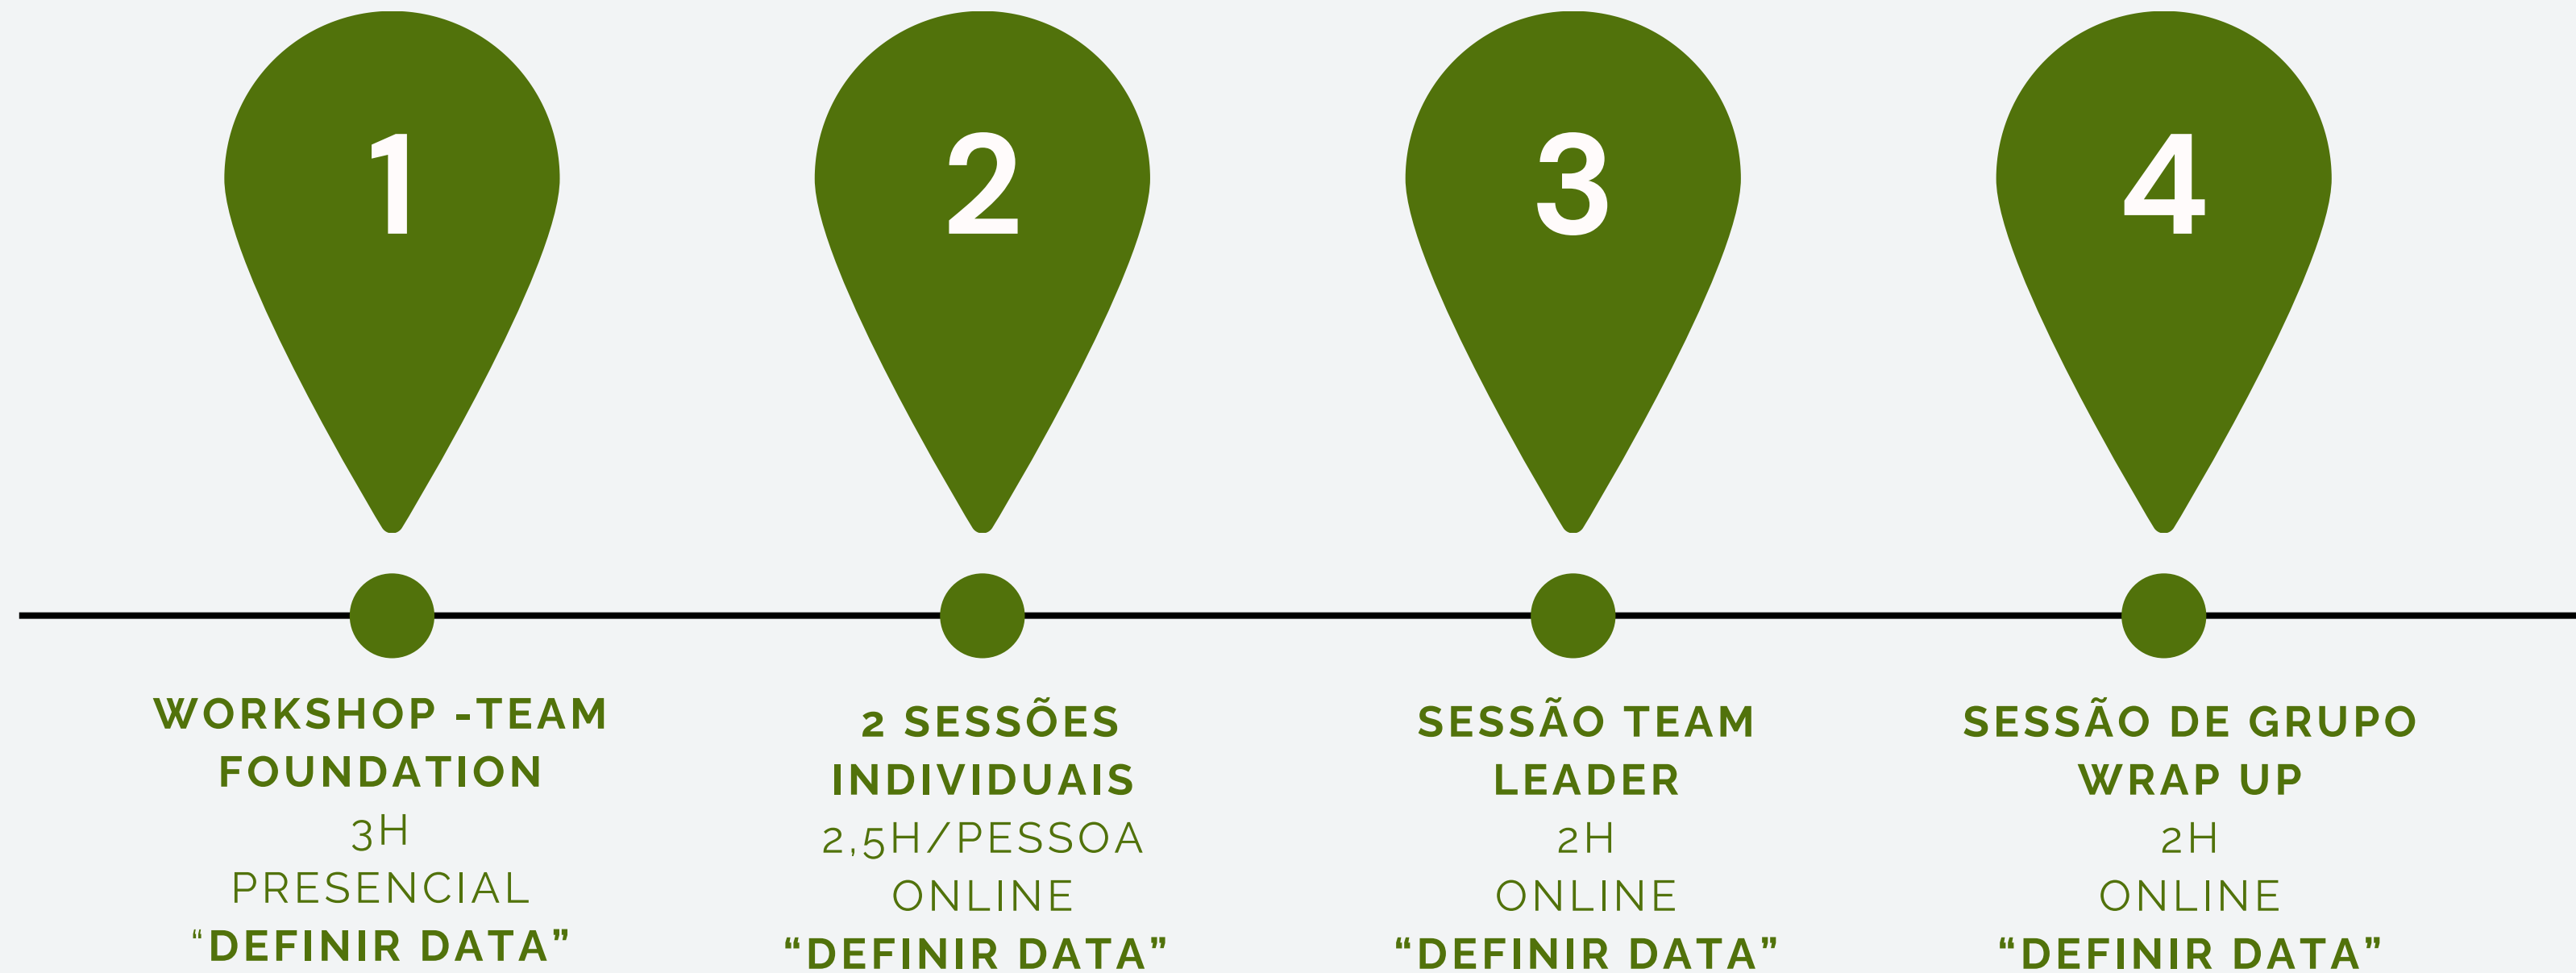 1
2
3
4
WORKSHOP -TEAM
FOUNDATION
3H
PRESENCIAL
“DEFINIR DATA”
2 SESSÕES
INDIVIDUAIS
2,5H/PESSOA
ONLINE
“DEFINIR DATA”
SESSÃO TEAM
LEADER
2H
ONLINE
“DEFINIR DATA”
SESSÃO DE GRUPO
WRAP UP
2H
ONLINE
“DEFINIR DATA”